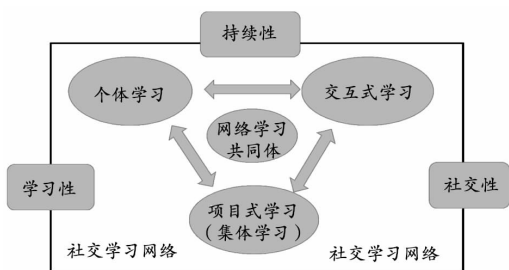 持续性
个体学习
交互式学习
网络学习
共同体
学习性
社交性
项目式学习
（集体学习）
社交学习网络
社交学习网络